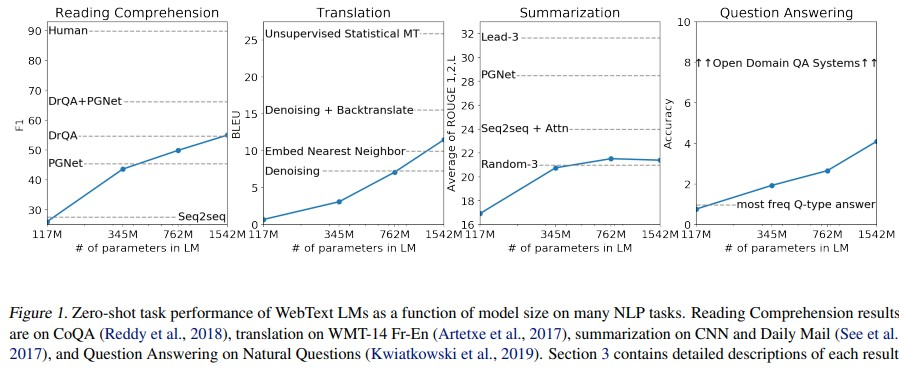 Reading Comprehension
90
80
70
60
50
40
30
F1
Human
DrQA+PGNet
DrQA
PGNet
Seq2seq
117M
345M
762M
1542M
# of parameters in LM
Translation
25
20
15
10
5
0
BLEU
Unsupervised Statistical MT
Denoising + Backtranslate
Embed Nearest Neighbor
Denoising
117M
345M
762M
1542M
# of parameters in LM
Summarization
32
30
28
26
24
22
20
18
16
Average of ROUGE 1,2,L
Lead-3
PGNet
Seq2seq + Attn
Random-3
117M
345M
762M
1542M
# of parameters in LM
Question Answering
10
8
6
4
2
0
Accuracy
↑↑Open Domain QA Systems↑↑
most freq Q-type answer
117M
345M
762M
1542M
# of parameters in LM
Figure 1. Zero-shot task performance of WebText LMs as a function of model size on many NLP tasks. Reading Comprehension results
are on CoQA (Reddy et al., 2018), translation on WMT-14 Fr-En (Artetxe et al., 2017), summarization on CNN and Daily Mail (See et al.
2017), and Question Answering on Natural Questions (Kwiatkowski et al., 2019). Section 3 contains detailed descriptions of each result